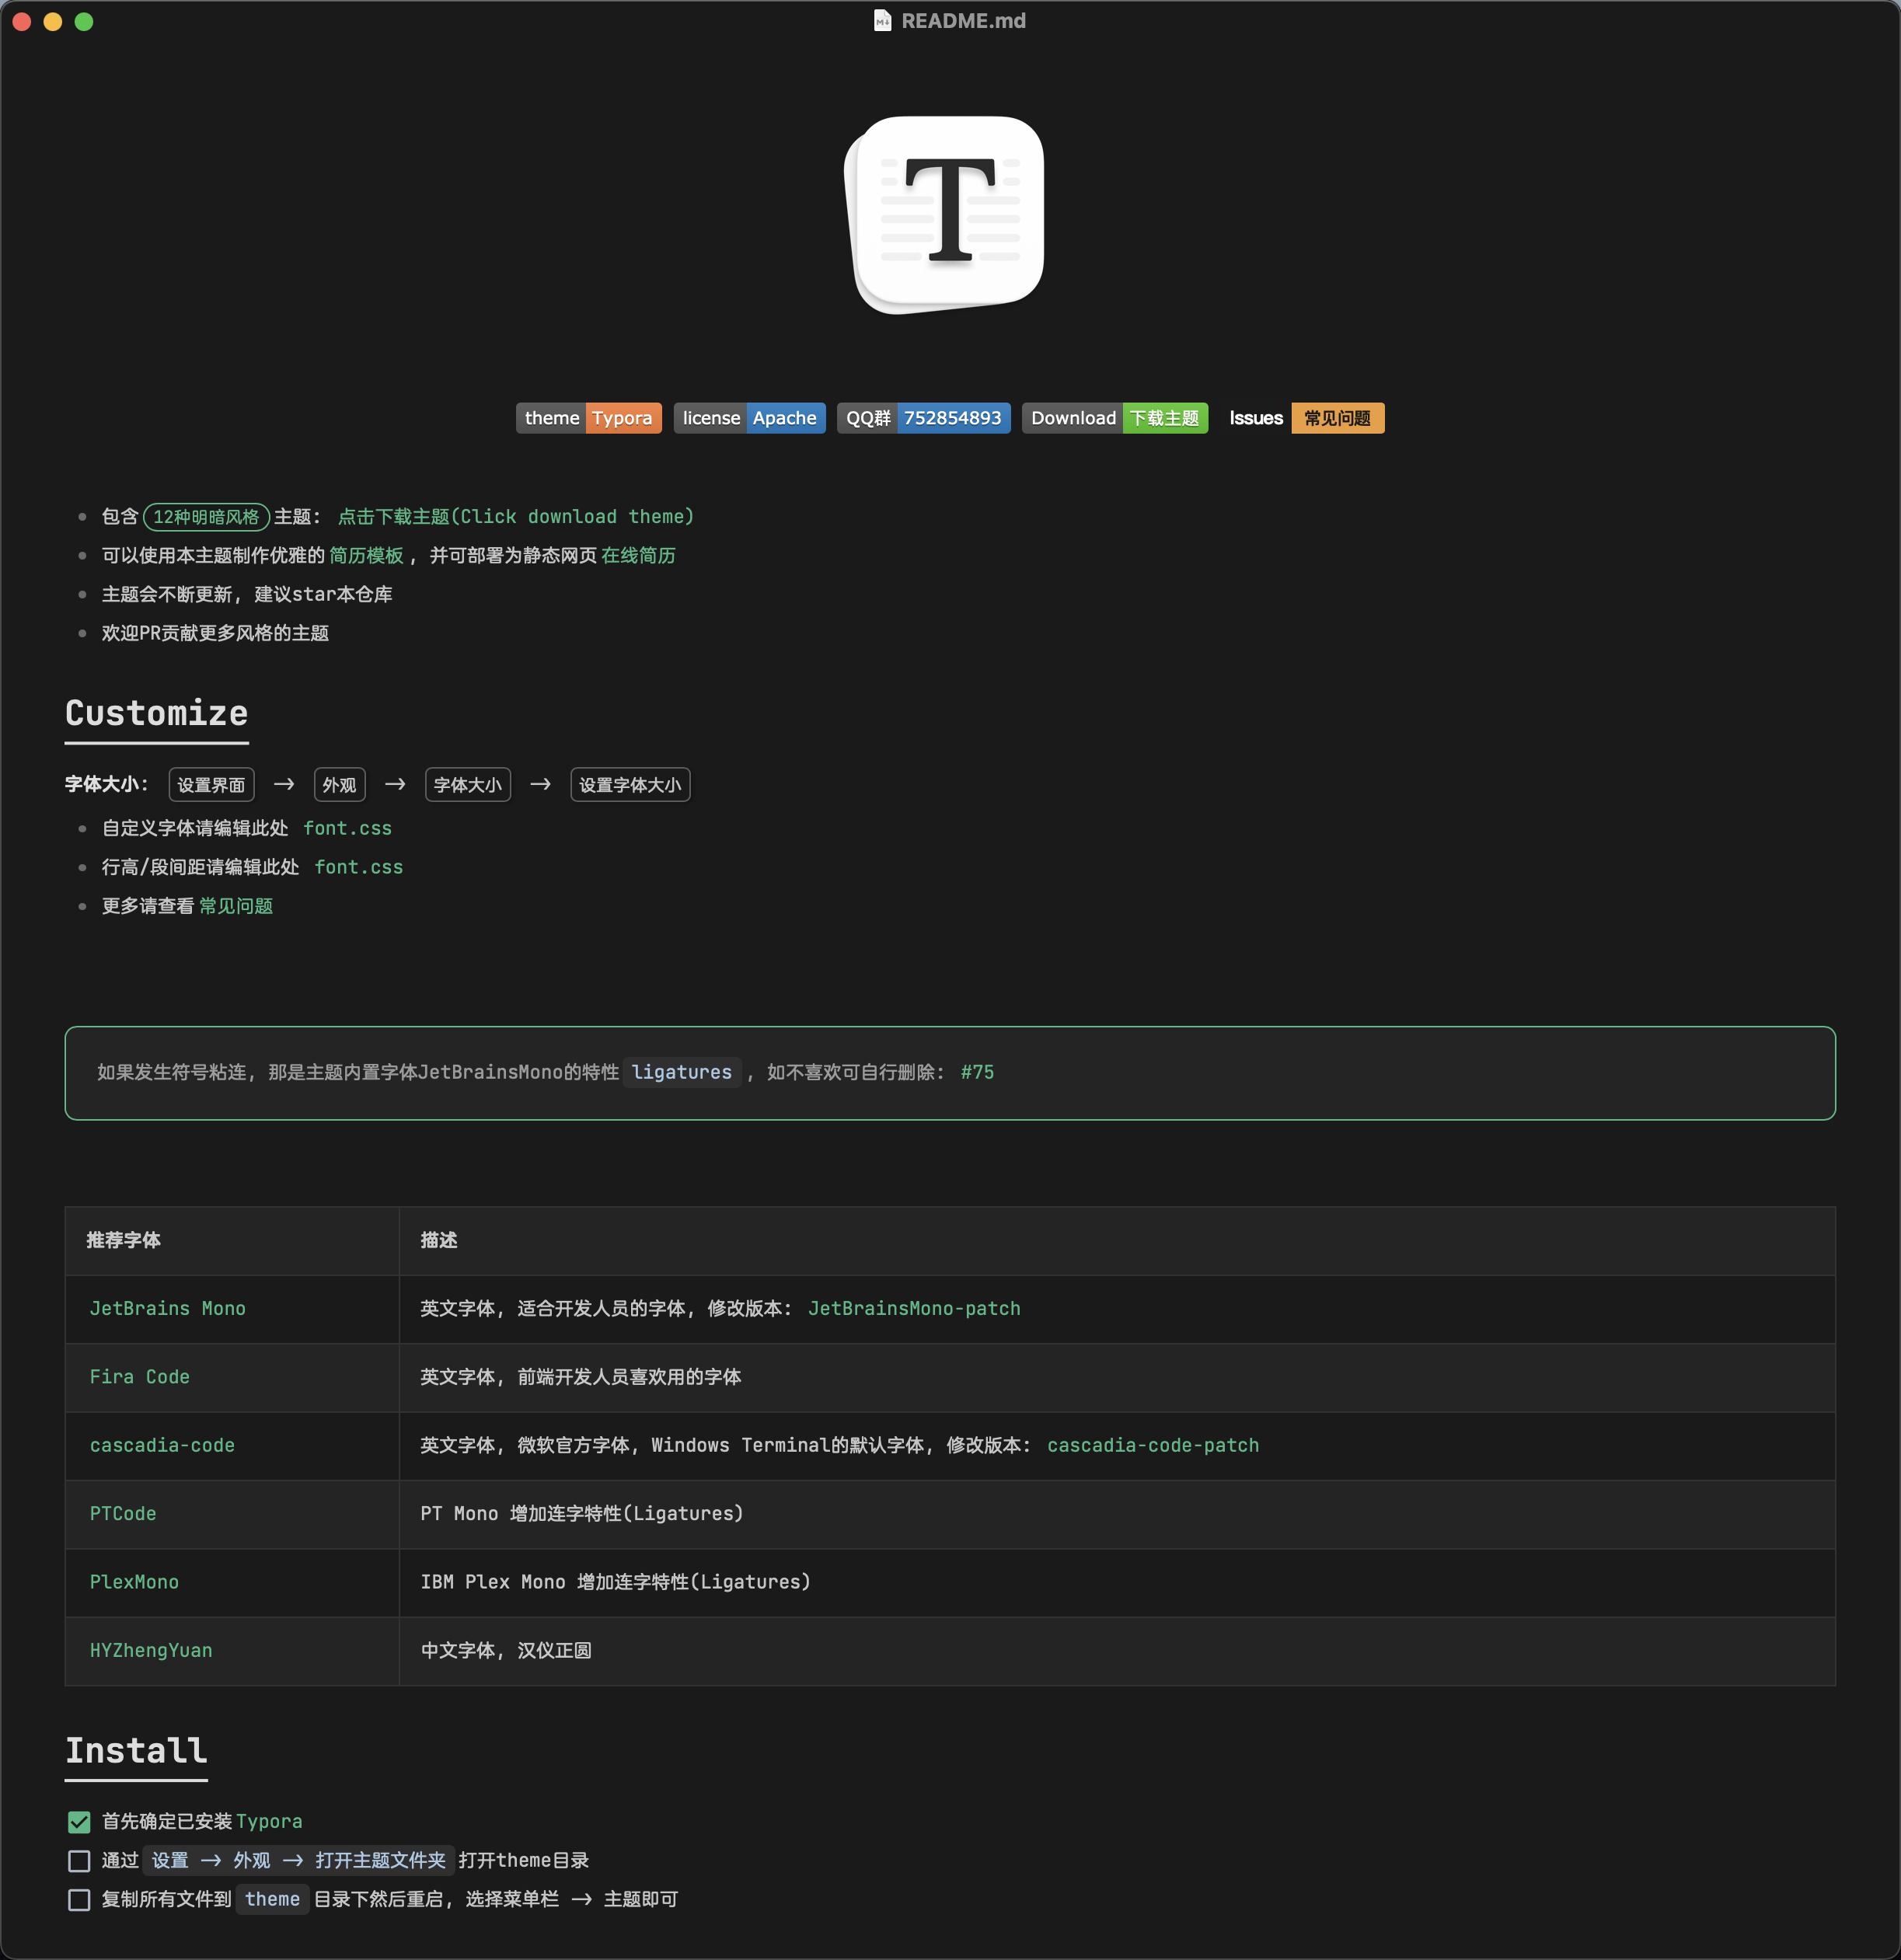 README.md
T
theme Typora license Apache QQ群 752854893 Download 下载主题 Issues 常见问题
包含 12种明暗风格 主题: 点击下载主题(Click download theme)
可以使用本主题制作优雅的 简历模板 , 并可部署为静态网页 在线简历
主题会不断更新, 建议star本仓库
欢迎PR贡献更多风格的主题
Customize
字体大小: 设置界面 → 外观 → 字体大小 → 设置字体大小
自定义字体请编辑此处 font.css
行高/段间距请编辑此处 font.css
更多请查看 常见问题
如果发生符号粘连, 那是主题内置字体JetBrainsMono的特性 ligatures , 如不喜欢可自行删除: #75
推荐字体 描述
JetBrains Mono 英文字体, 适合开发人员的字体, 修改版本: JetBrainsMono-patch
Fira Code 英文字体, 前端开发人员喜欢用的字体
cascadia-code 英文字体, 微软官方字体, Windows Terminal的默认字体, 修改版本: cascadia-code-patch
PTCode PT Mono 增加连字特性(Ligatures)
PlexMono IBM Plex Mono 增加连字特性(Ligatures)
HYZhengYuan 中文字体, 汉仪正圆
Install
首先确定已安装 Typora
通过 设置 → 外观 → 打开主题文件夹 打开theme目录
复制所有文件到 theme 目录下然后重启, 选择菜单栏 → 主题即可